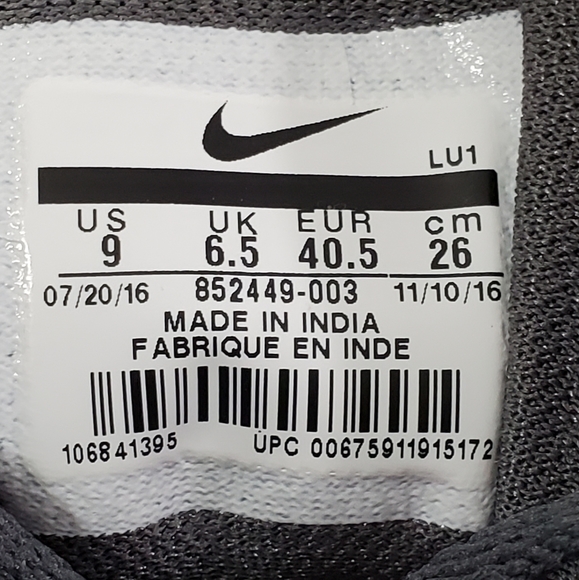 LU1
US UK EUR cm
9 6.5 40.5 26
07/20/16 852449-003 11/10/16
MADE IN INDIA
FABRIQUE EN INDE
106841395 UPC 00675911915172